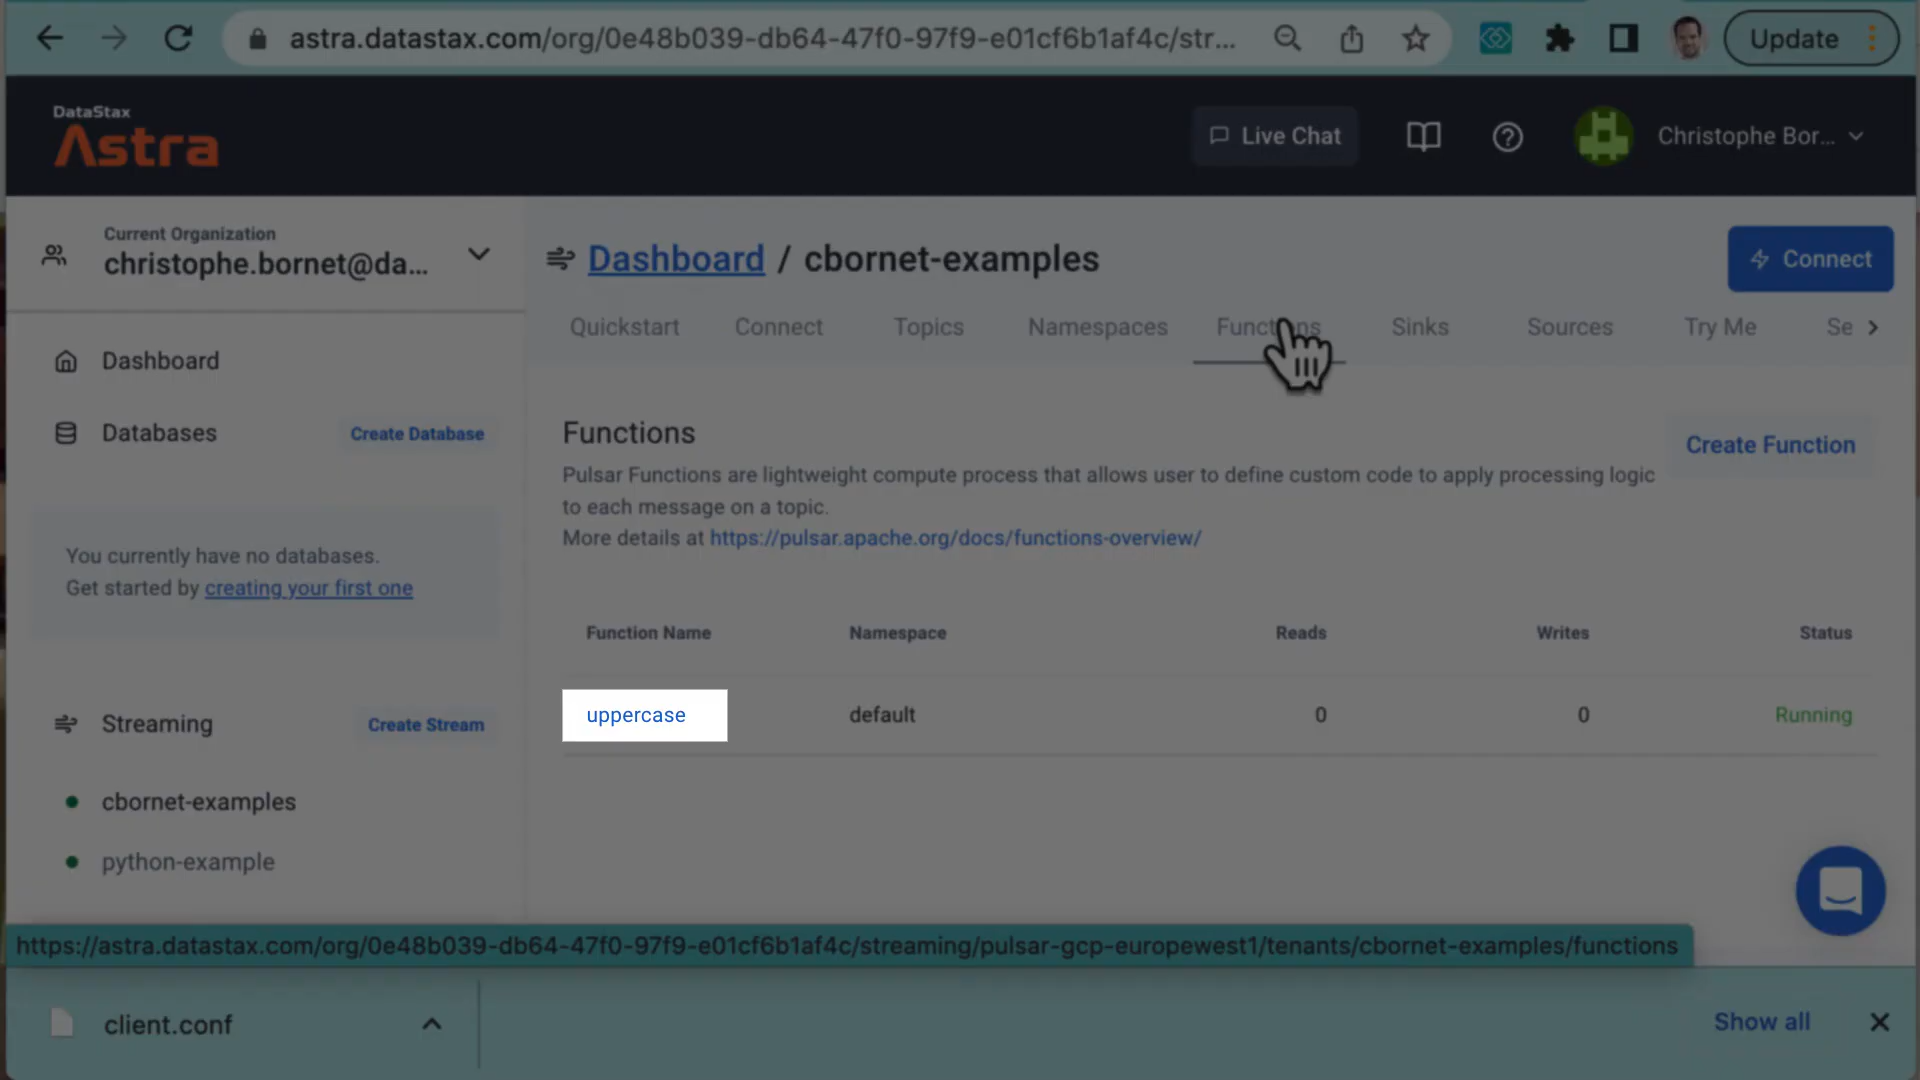 astra.datastax.com/org/0e48b039-db64-47f0-97f9-e01cf6b1af4c/str...
Update
DataStax
Astra
Live Chat
Christophe Bor...
Current Organization
christophe.bornet@da...
Dashboard / cbornet-examples
Connect
Quickstart
Connect
Topics
Namespaces
Functions
Sinks
Sources
Try Me
Se
Dashboard
Databases
Create Database
You currently have no databases.
Get started by creating your first one
Streaming
Create Stream
cbornet-examples
python-example
Functions
Create Function
Pulsar Functions are lightweight compute process that allows user to define custom code to apply processing logic
to each message on a topic.
More details at https://pulsar.apache.org/docs/functions-overview/
Function Name Namespace Reads Writes Status
uppercase default 0 0 Running
https://astra.datastax.com/org/0e48b039-db64-47f0-97f9-e01cf6b1af4c/streaming/pulsar-gcp-europewest1/tenants/cbornet-examples/functions
client.conf
Show all